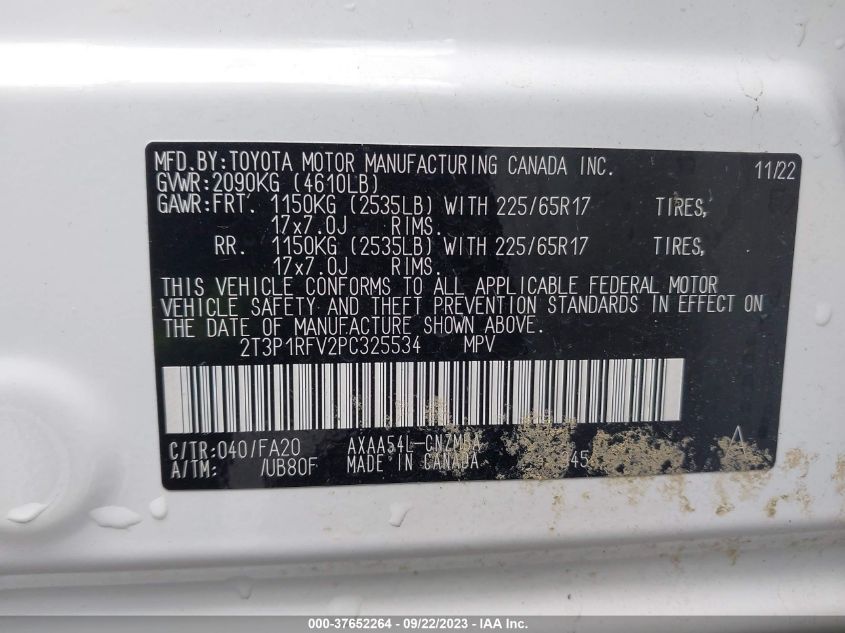 MFD.BY:TOYOTA MOTOR MANUFACTURING CANADA INC. 11/22
GVWR:2090KG (4610LB)
GAWR:FRT. 1150KG (2535LB) WITH 225/65R17 TIRES,
17x7.0J RIMS.
RR. 1150KG (2535LB) WITH 225/65R17 TIRES,
17x7.0J RIMS.
THIS VEHICLE CONFORMS TO ALL APPLICABLE FEDERAL MOTOR
VEHICLE SAFETY AND THEFT PREVENTION STANDARDS IN EFFECT ON
THE DATE OF MANUFACTURE SHOWN ABOVE.
2T3P1RFV2PC325534 MPV
C/TR:040/FA20 AXAA54L-CNZMBA A
A/TM: /UB80F MADE IN CANADA
000-37652264 - 09/22/2023 - IAA Inc.